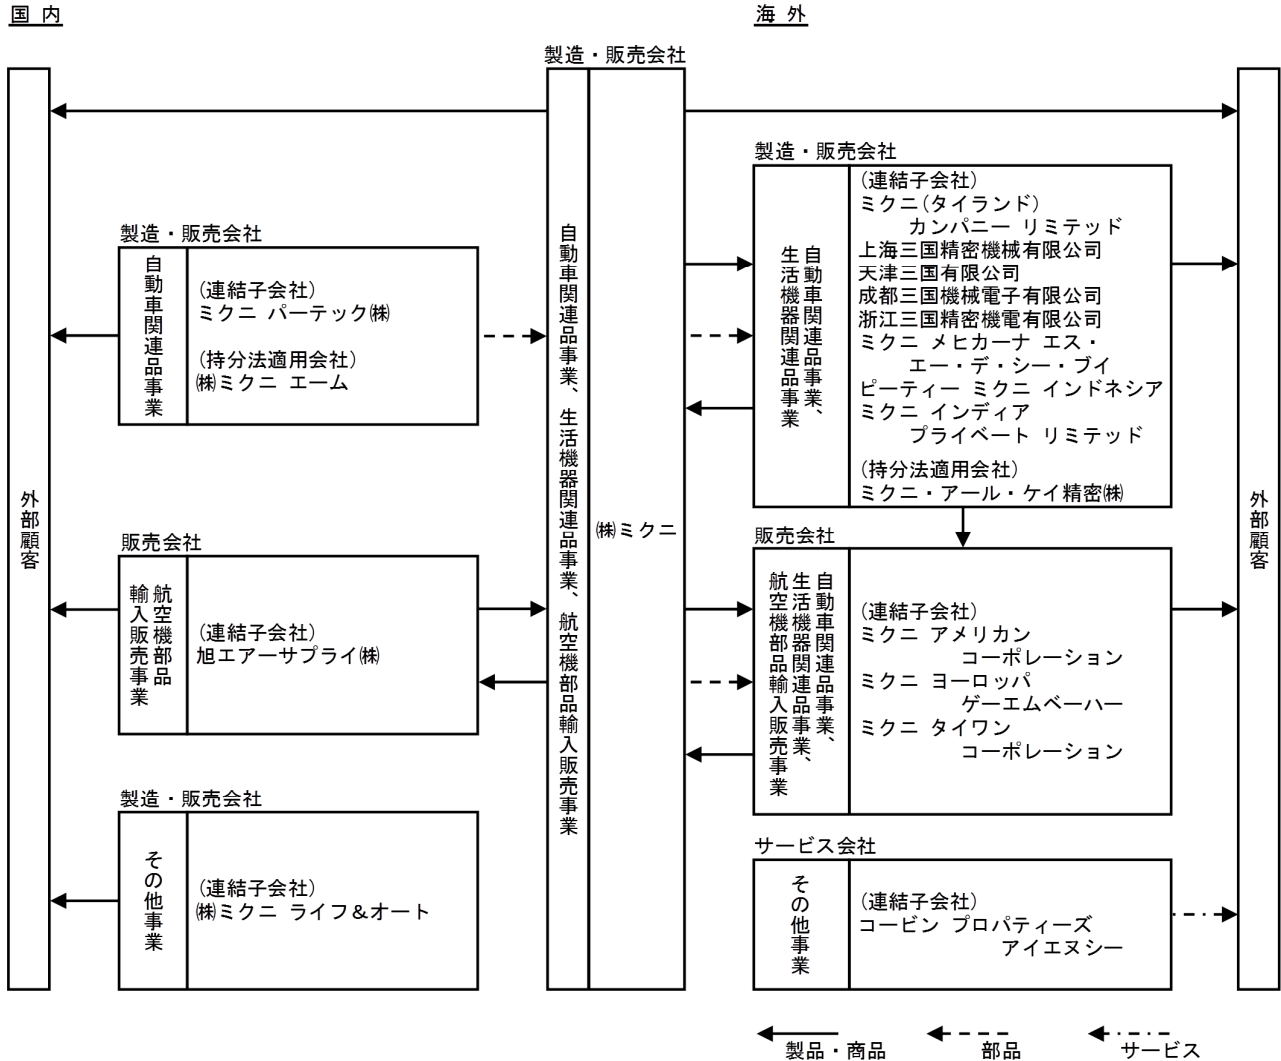 国 内
海 外
製造・販売会社
外部顧客
製造・販売会社
自動車関連品事業
(連結子会社)
ミクニ パーテック㈱
(持分法適用会社)
㈱ミクニ エーム
販売会社
航空機部品
輸入販売事業
(連結子会社)
旭エアーサプライ㈱
製造・販売会社
その他事業
(連結子会社)
㈱ミクニ ライフ＆オート
自動車関連品事業、生活機器関連品事業、航空機部品輸入販売事業
㈱ミクニ
製造・販売会社
自動車関連品事業、
生活機器関連品事業
(連結子会社)
ミクニ(タイランド)
カンパニー リミテッド
上海三国精密機械有限公司
天津三国有限公司
成都三国機械電子有限公司
浙江三国精密機電有限公司
ミクニ メヒカーナ エス・
エー・デ・シー・ブイ
ピーティー ミクニ インドネシア
ミクニ インディア
プライベート リミテッド
(持分法適用会社)
ミクニ・アール・ケイ精密㈱
販売会社
自動車関連品事業、
生活機器関連品事業、
航空機部品輸入販売事業
(連結子会社)
ミクニ アメリカン
コーポレーション
ミクニ ヨーロッパ
ゲーエムベーハー
ミクニ タイワン
コーポレーション
サービス会社
その他事業
(連結子会社)
コービン プロパティーズ
アイエヌシー
外部顧客
製品・商品
部品
サービス